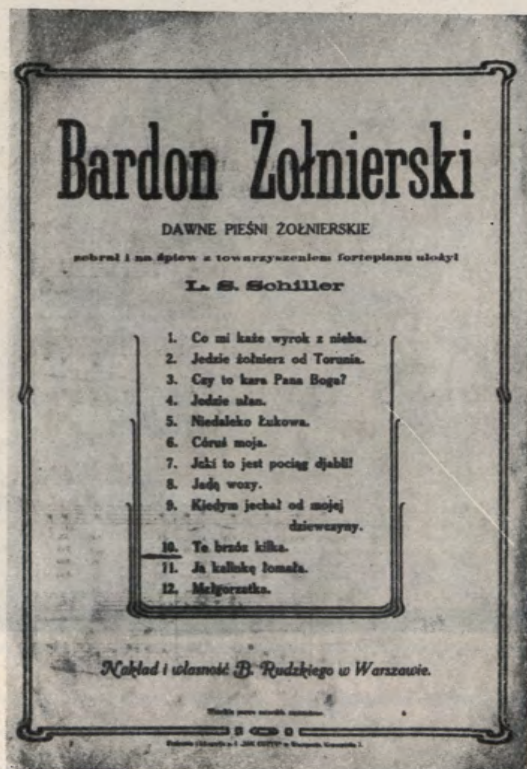 Bardon Żołnierski
DAWNE PIEŚNI ŻOŁNIERSKIE
zebrał i na śpiew z towarzyszeniem fortepianu ułożył
L. S. Schiller
1. Co mi każe wyrok z nieba.
2. Jedzie żołnierz od Torunia.
3. Czy to kara Pana Boga?
4. Jedzie ułan.
5. Niedaleko Łukowa.
6. Córuś moja.
7. Jaki to jest pociąg djabli!
8. Jadą wozy.
9. Kiedym jechał od mojej
dziewczyny.
10. Te brzóz kilka.
11. Ja kalinkę łomała.
12. Małgorzatka.
Nakład i własność B. Rudzkiego w Warszawie.